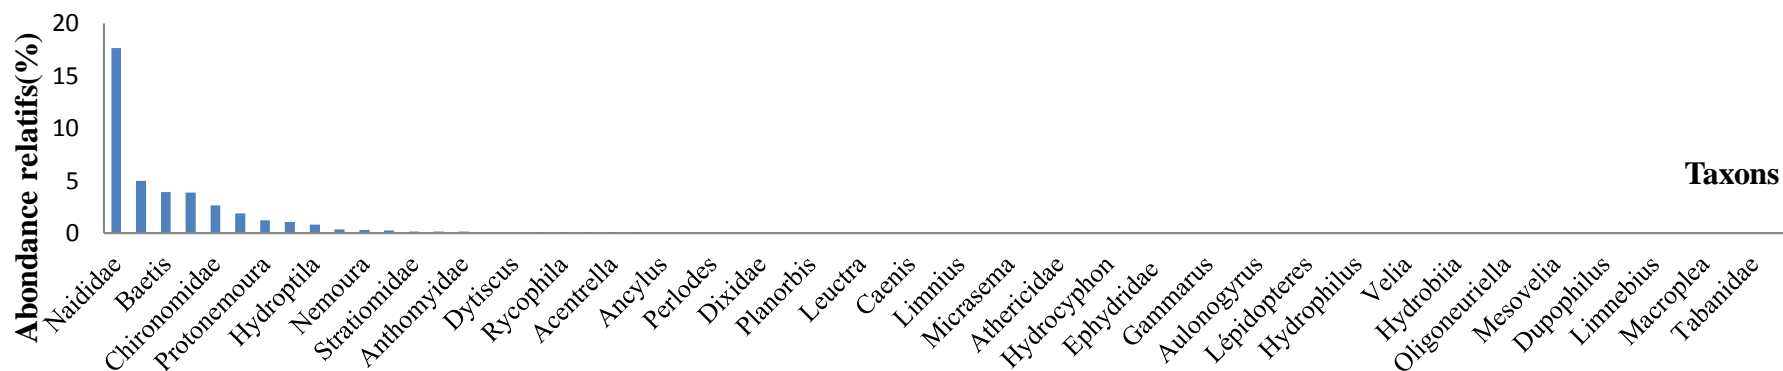 Abondance relatifs(%)
20
15
10
5
0
Taxons
Naididae
Baetis
Chironomidae
Protonemoura
Hydroptila
Nemoura
Stratiomidae
Anthomyidae
Dytiscus
Rycophila
Acentrella
Ancylus
Perlodes
Dixidae
Planorbis
Leuctra
Caenis
Limnius
Micrasema
Athericidae
Hydrocyphon
Ephydridae
Gammarus
Aulonogyrus
Lépidopteres
Hydrophilus
Velia
Hydrobiia
Oligoneuriella
Mesovelia
Dupophilus
Limnebius
Macroplea
Tabanidae